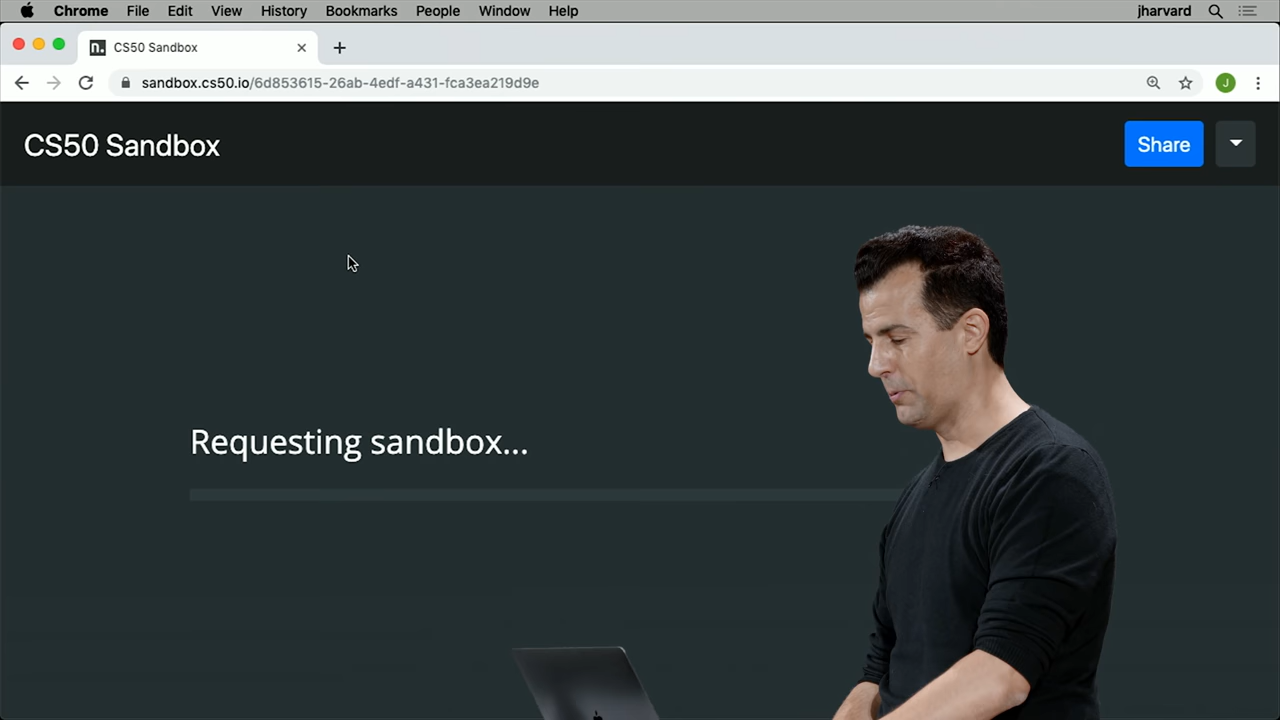 Chrome File Edit View History Bookmarks People Window Help jharvard
n. CS50 Sandbox
sandbox.cs50.io/6d853615-26ab-4edf-a431-fca3ea219d9e J
CS50 Sandbox Share
Requesting sandbox...